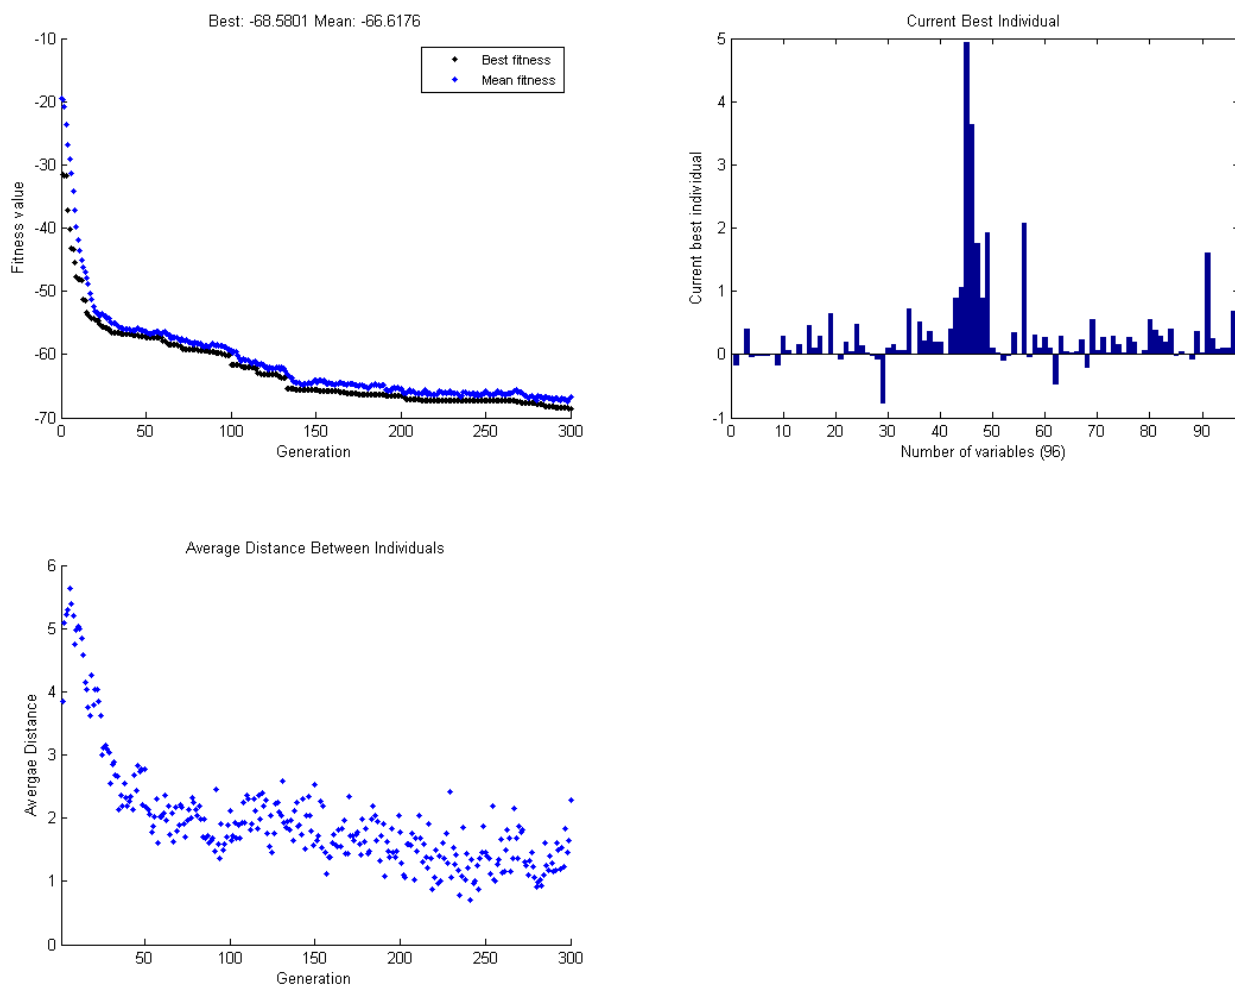 Best: -68.5801 Mean: -66.6176
-10
-20
-30
-40
-50
-60
-70
Fitness value
Best fitness
Mean fitness
0 50 100 150 200 250 300
Generation
Current Best Individual
5
4
3
2
1
0
-1
Current best individual
0 10 20 30 40 50 60 70 80 90
Number of variables (96)
Average Distance Between Individuals
6
5
4
3
2
1
0
Avergae Distance
50 100 150 200 250 300
Generation